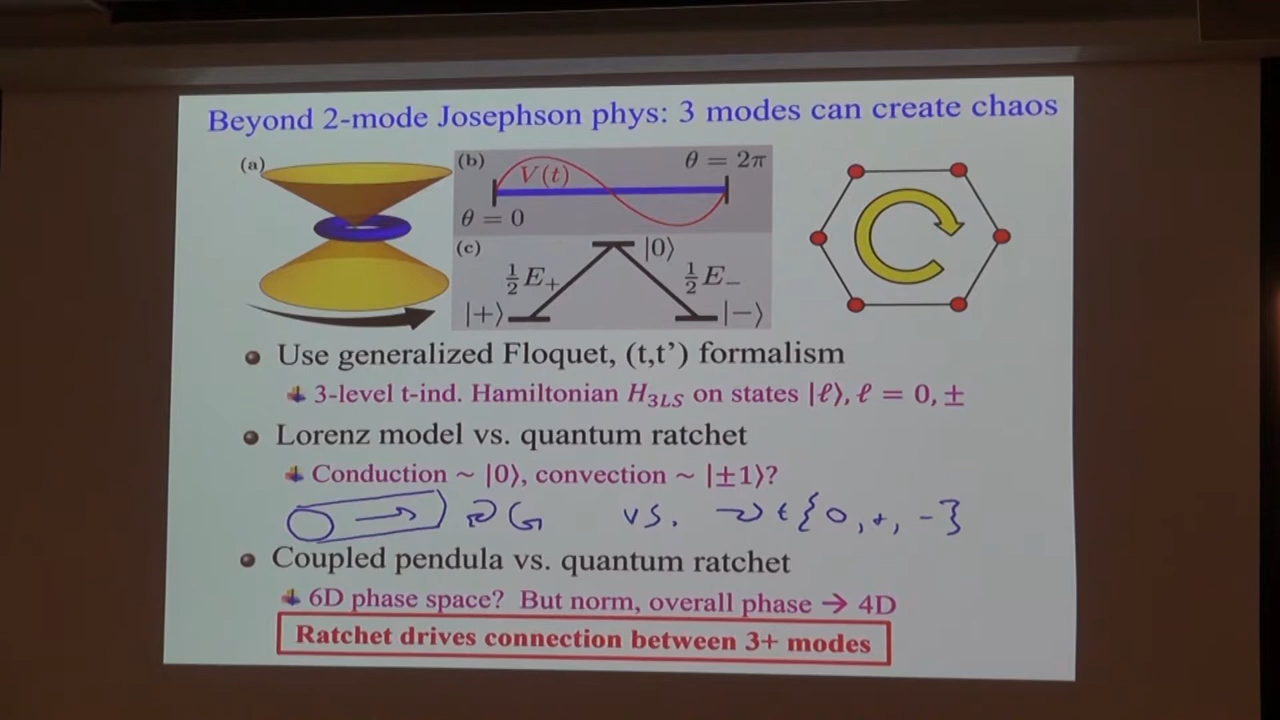 Beyond 2-mode Josephson phys: 3 modes can create chaos
(a)
(b)
V(t)
θ = 2π
θ = 0
(c)
|0⟩
½E₊
½E₋
|+⟩
|−⟩
Use generalized Floquet, (t,t’) formalism
3-level t-ind. Hamiltonian H₃LS on states |ℓ⟩, ℓ = 0, ±
Lorenz model vs. quantum ratchet
Conduction ~ |0⟩, convection ~ |±1⟩?
vs. {0, +, -}
Coupled pendula vs. quantum ratchet
6D phase space? But norm, overall phase → 4D
Ratchet drives connection between 3+ modes